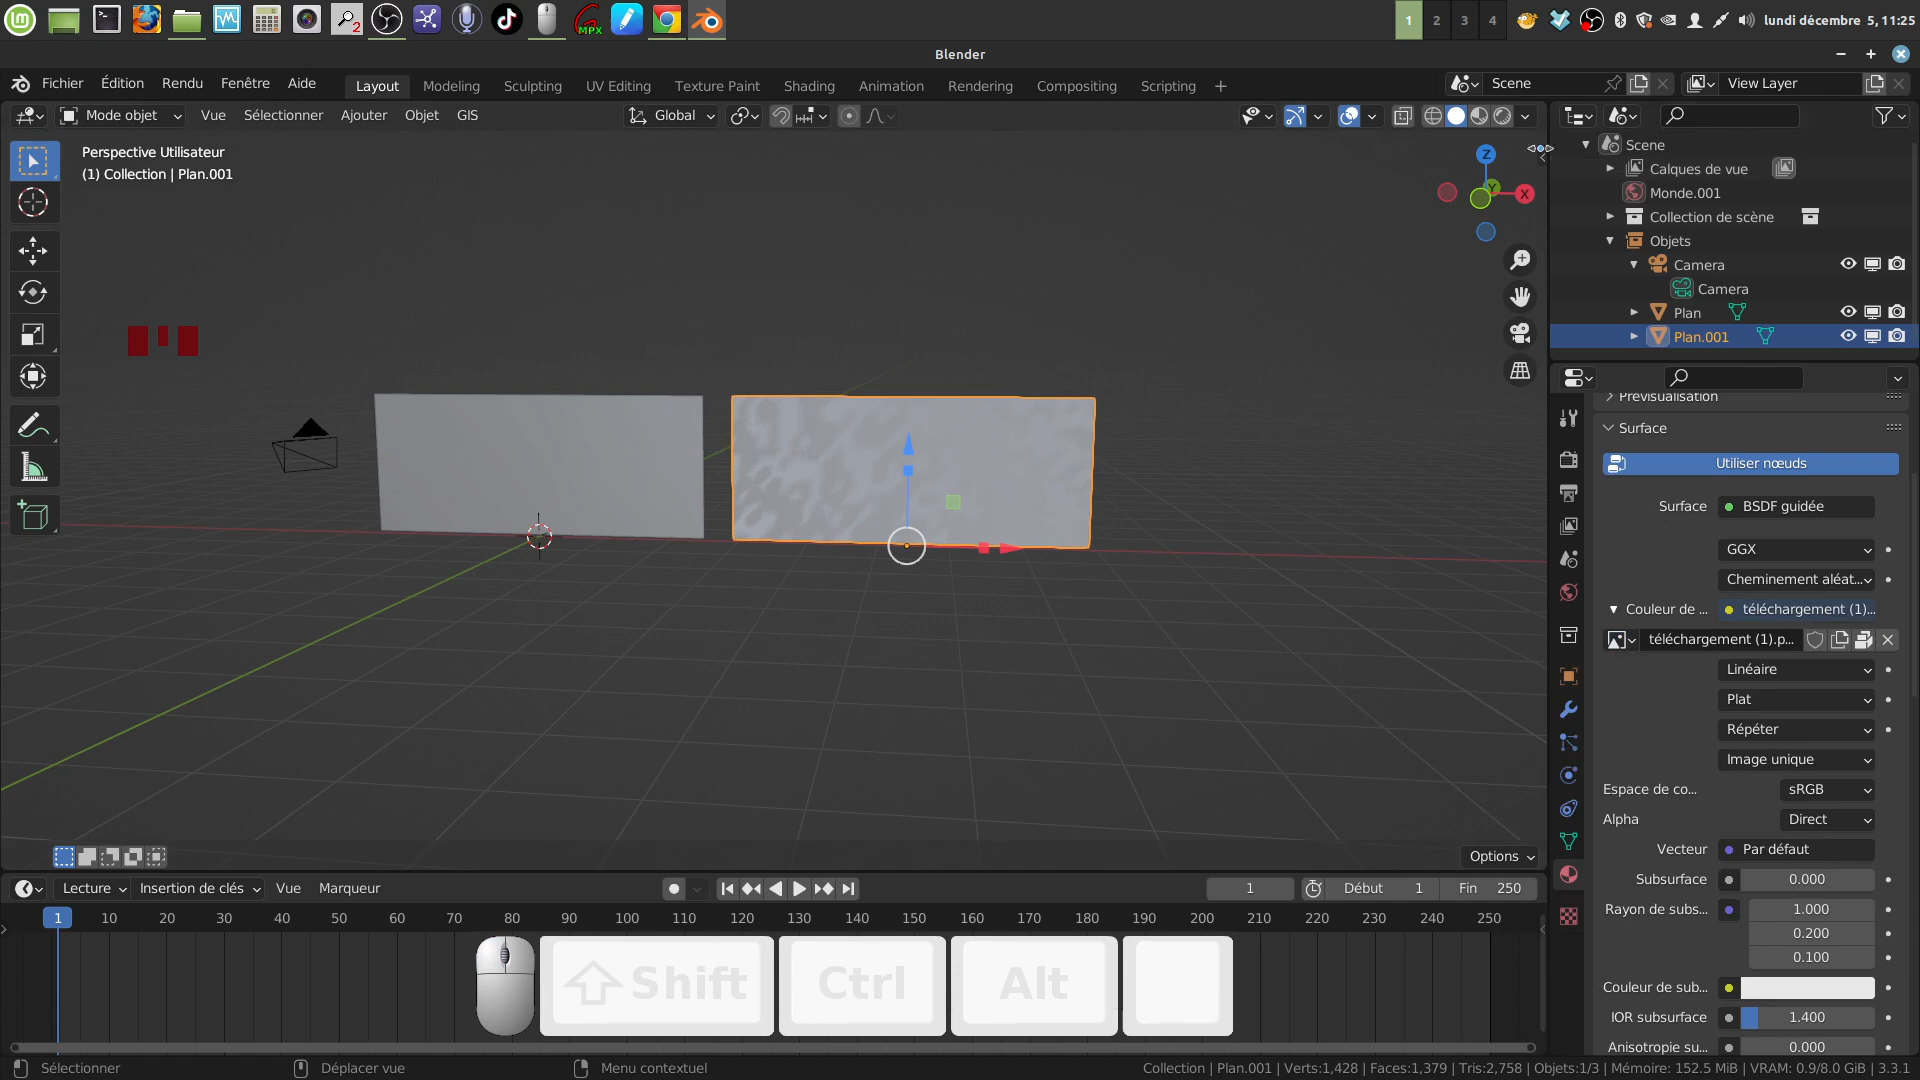 2
MPX
1 2 3 4
lundi décembre 5, 11:25
Blender
Fichier Édition Rendu Fenêtre Aide
Layout Modeling Sculpting UV Editing Texture Paint Shading Animation Rendering Compositing Scripting +
Scene
View Layer
Mode objet Vue Sélectionner Ajouter Objet GIS
Global
Perspective Utilisateur
(1) Collection | Plan.001
Z
Y
X
Options
Scene
Calques de vue
Monde.001
Collection de scène
Objets
Camera
Camera
Plan
Plan.001
Prévisualisation
Surface
Utiliser nœuds
Surface BSDF guidée
GGX
Cheminement aléat...
Couleur de ... téléchargement (1)...
téléchargement (1).p...
Linéaire
Plat
Répéter
Image unique
Espace de co... sRGB
Alpha Direct
Vecteur Par défaut
Subsurface 0.000
Rayon de subs... 1.000
0.200
0.100
Couleur de sub...
IOR subsurface 1.400
Anisotropie su... 0.000
Lecture Insertion de clés Vue Marqueur
1 Début 1 Fin 250
1 10 20 30 40 50 60 70 80 90 100 110 120 130 140 150 160 170 180 190 200 210 220 230 240 250
Shift Ctrl Alt
Sélectionner Déplacer vue Menu contextuel
Collection | Plan.001 | Verts:1,428 | Faces:1,379 | Tris:2,758 | Objets:1/3 | Mémoire: 152.5 MiB | VRAM: 0.9/8.0 GiB | 3.3.1